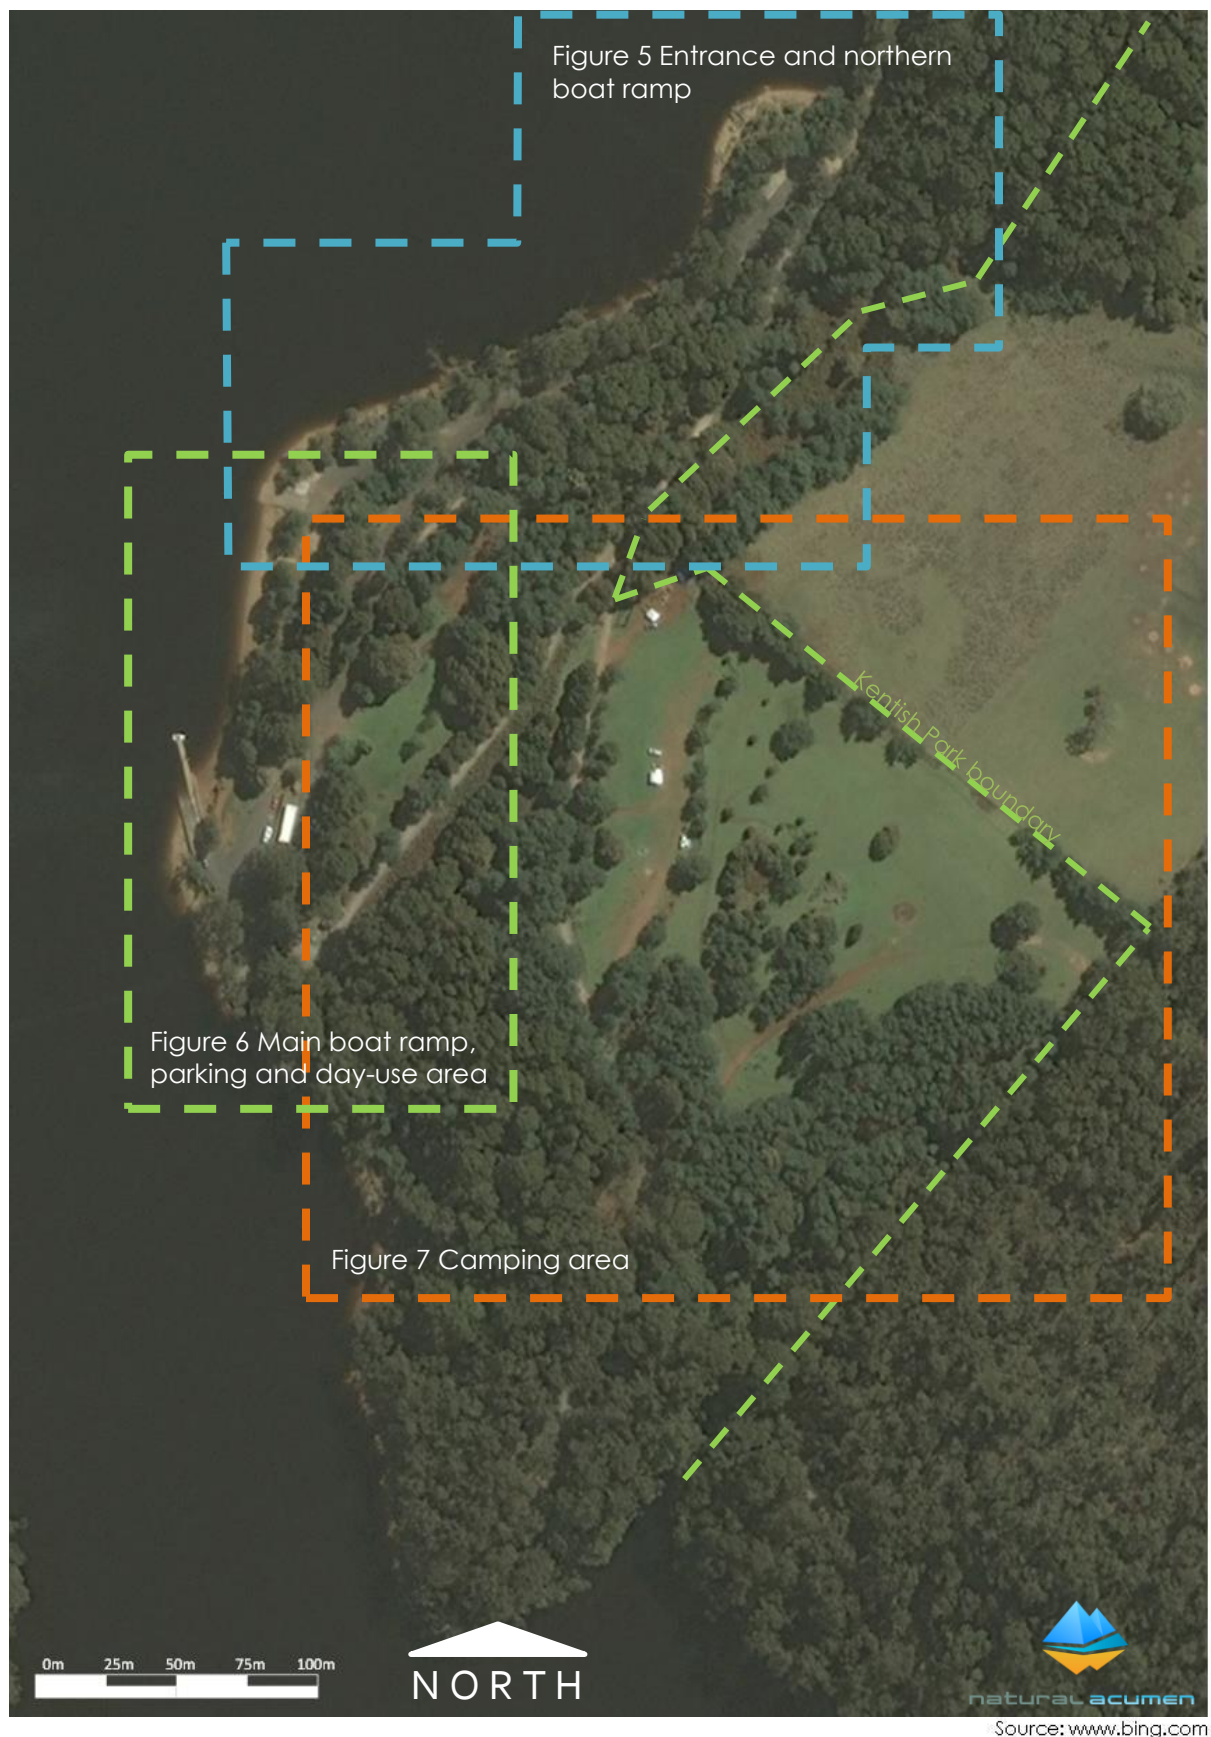 Figure 5 Entrance and northern
boat ramp
Kentish Park boundary
Figure 6 Main boat ramp,
parking and day-use area
Figure 7 Camping area
0m 25m 50m 75m 100m
NORTH
natural acumen
Source: www.bing.com